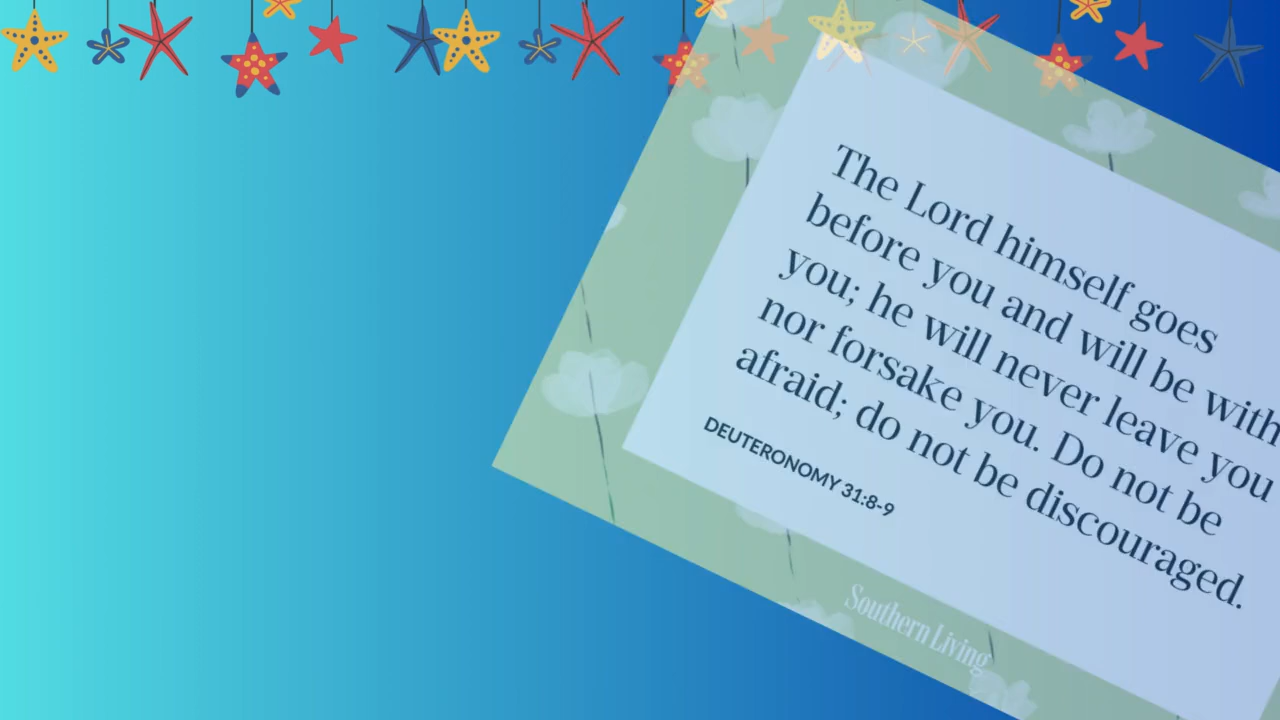 The Lord himself goes
before you and will be with
you; he will never leave you
nor forsake you. Do not be
afraid; do not be discouraged.
DEUTERONOMY 31:8-9
Southern Living